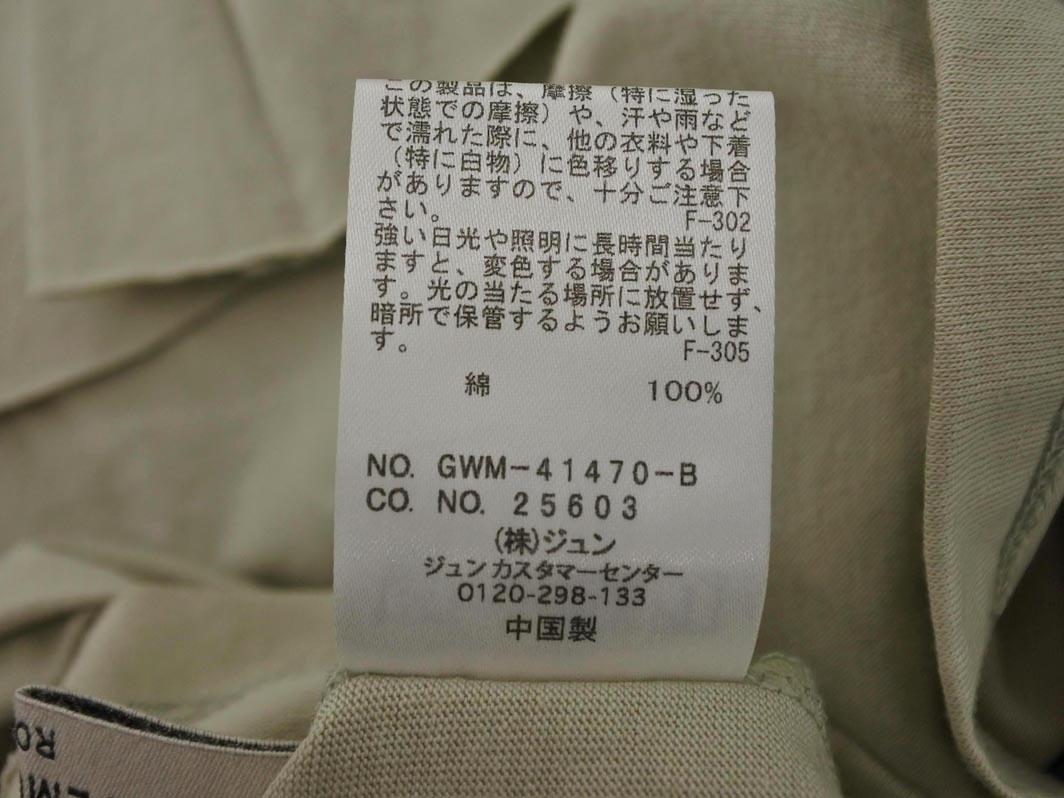 この製品は、摩擦（特に湿った
状態での摩擦）や、汗や雨など
で濡れた際に、他の衣料や下着
（特に白物）に色移りする場合
がありますので、十分ご注意下
さい。
F-302
強い日光や照明に長時間当たり
ますと、変色する場合がありま
す。光の当たる場所に放置せず、
暗所で保管するようお願いしま
す。
F-305
綿 100%
NO. GWM-41470-B
CO. NO. 25603
(株)ジュン
ジュンカスタマーセンター
0120-298-133
中国製
RO
EM